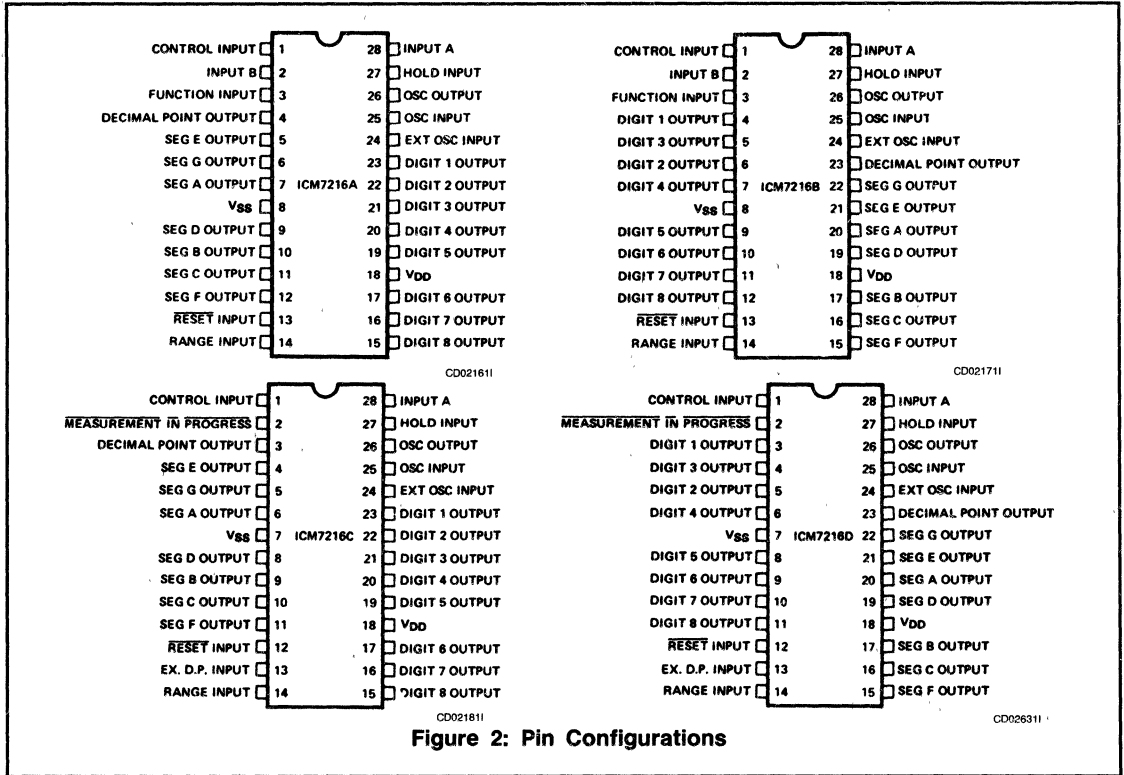 CONTROL INPUT 1 28 INPUT A
INPUT B 2 27 HOLD INPUT
FUNCTION INPUT 3 26 OSC OUTPUT
DECIMAL POINT OUTPUT 4 25 OSC INPUT
SEG E OUTPUT 5 24 EXT OSC INPUT
SEG G OUTPUT 6 23 DIGIT 1 OUTPUT
SEG A OUTPUT 7 ICM7216A 22 DIGIT 2 OUTPUT
VSS 8 21 DIGIT 3 OUTPUT
SEG D OUTPUT 9 20 DIGIT 4 OUTPUT
SEG B OUTPUT 10 19 DIGIT 5 OUTPUT
SEG C OUTPUT 11 18 VDD
SEG F OUTPUT 12 17 DIGIT 6 OUTPUT
RESET INPUT 13 16 DIGIT 7 OUTPUT
RANGE INPUT 14 15 DIGIT 8 OUTPUT
CD02161I
CONTROL INPUT 1 28 INPUT A
INPUT B 2 27 HOLD INPUT
FUNCTION INPUT 3 26 OSC OUTPUT
DIGIT 1 OUTPUT 4 25 OSC INPUT
DIGIT 3 OUTPUT 5 24 EXT OSC INPUT
DIGIT 2 OUTPUT 6 23 DECIMAL POINT OUTPUT
DIGIT 4 OUTPUT 7 ICM7216B 22 SEG G OUTPUT
VSS 8 21 SEG E OUTPUT
DIGIT 5 OUTPUT 9 20 SEG A OUTPUT
DIGIT 6 OUTPUT 10 19 SEG D OUTPUT
DIGIT 7 OUTPUT 11 18 VDD
DIGIT 8 OUTPUT 12 17 SEG B OUTPUT
RESET INPUT 13 16 SEG C OUTPUT
RANGE INPUT 14 15 SEG F OUTPUT
CD02171I
CONTROL INPUT 1 28 INPUT A
MEASUREMENT IN PROGRESS 2 27 HOLD INPUT
DECIMAL POINT OUTPUT 3 26 OSC OUTPUT
SEG E OUTPUT 4 25 OSC INPUT
SEG G OUTPUT 5 24 EXT OSC INPUT
SEG A OUTPUT 6 23 DIGIT 1 OUTPUT
VSS 7 ICM7216C 22 DIGIT 2 OUTPUT
SEG D OUTPUT 8 21 DIGIT 3 OUTPUT
SEG B OUTPUT 9 20 DIGIT 4 OUTPUT
SEG C OUTPUT 10 19 DIGIT 5 OUTPUT
SEG F OUTPUT 11 18 VDD
RESET INPUT 12 17 DIGIT 6 OUTPUT
EX. D.P. INPUT 13 16 DIGIT 7 OUTPUT
RANGE INPUT 14 15 DIGIT 8 OUTPUT
CD02181I
CONTROL INPUT 1 28 INPUT A
MEASUREMENT IN PROGRESS 2 27 HOLD INPUT
DIGIT 1 OUTPUT 3 26 OSC OUTPUT
DIGIT 3 OUTPUT 4 25 OSC INPUT
DIGIT 2 OUTPUT 5 24 EXT OSC INPUT
DIGIT 4 OUTPUT 6 23 DECIMAL POINT OUTPUT
VSS 7 ICM7216D 22 SEG G OUTPUT
DIGIT 5 OUTPUT 8 21 SEG E OUTPUT
DIGIT 6 OUTPUT 9 20 SEG A OUTPUT
DIGIT 7 OUTPUT 10 19 SEG D OUTPUT
DIGIT 8 OUTPUT 11 18 VDD
RESET INPUT 12 17 SEG B OUTPUT
EX. D.P. INPUT 13 16 SEG C OUTPUT
RANGE INPUT 14 15 SEG F OUTPUT
CD02631I
Figure 2: Pin Configurations